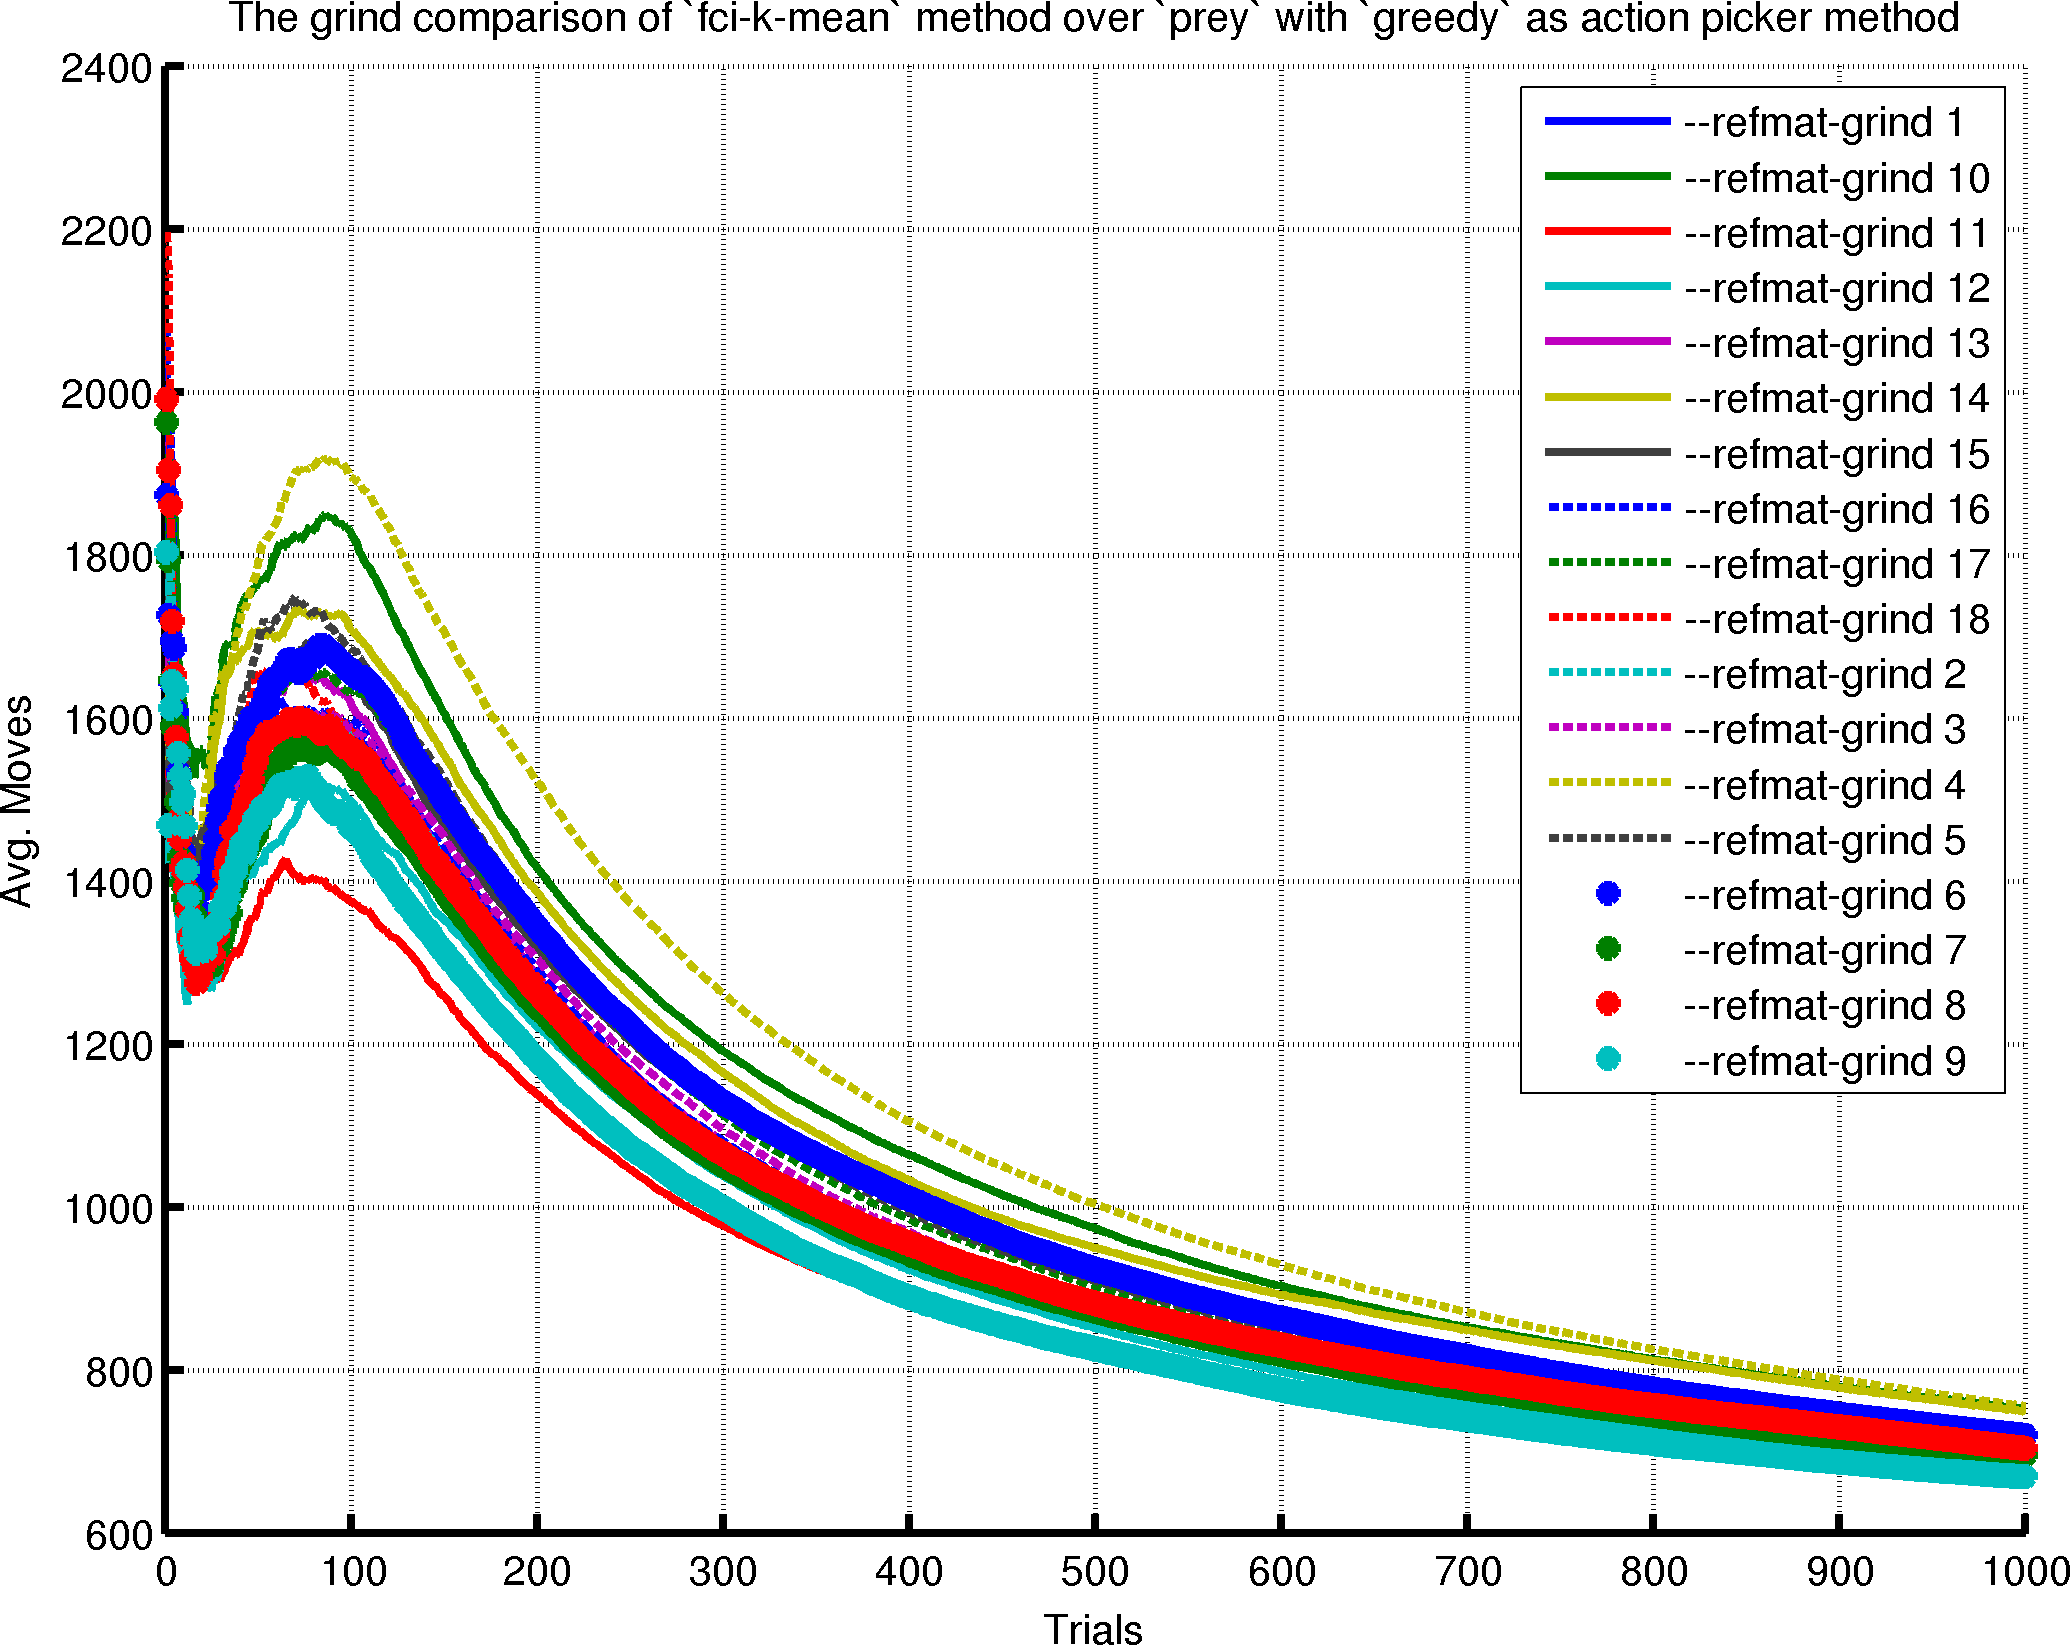 The grind comparison of `fci-k-mean` method over `prey` with `greedy` as action picker method
2400
2200
2000
1800
1600
1400
1200
1000
800
600
Avg. Moves
0 100 200 300 400 500 600 700 800 900 1000
Trials
--refmat-grind 1
--refmat-grind 10
--refmat-grind 11
--refmat-grind 12
--refmat-grind 13
--refmat-grind 14
--refmat-grind 15
--refmat-grind 16
--refmat-grind 17
--refmat-grind 18
--refmat-grind 2
--refmat-grind 3
--refmat-grind 4
--refmat-grind 5
--refmat-grind 6
--refmat-grind 7
--refmat-grind 8
--refmat-grind 9